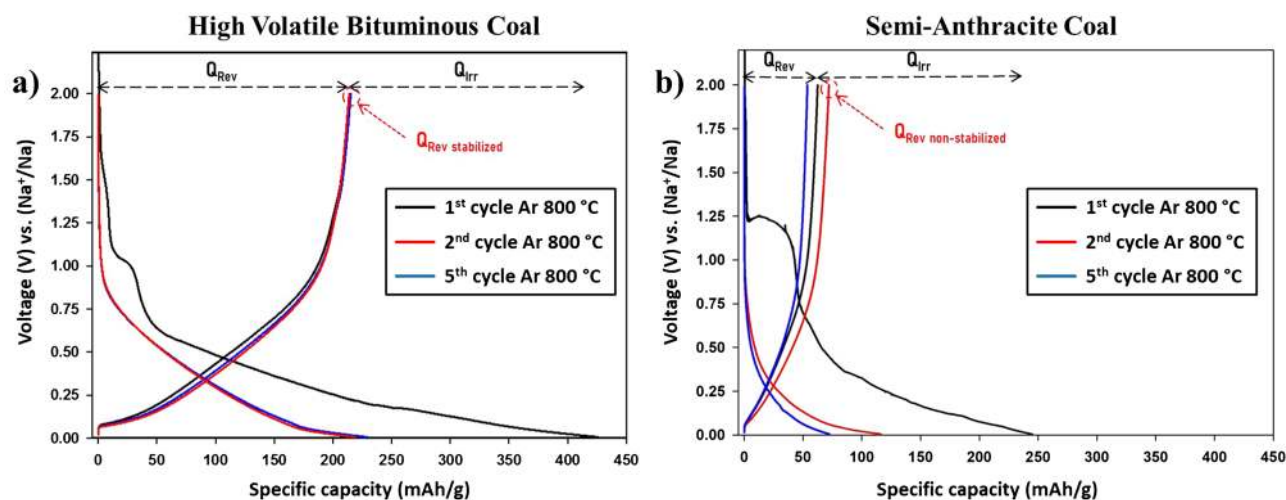 High Volatile Bituminous Coal
a)
Q_Rev
Q_Irr
Q_Rev stabilized
1st cycle Ar 800 °C
2nd cycle Ar 800 °C
5th cycle Ar 800 °C
Voltage (V) vs. (Na⁺/Na)
2.00
1.75
1.50
1.25
1.00
0.75
0.50
0.25
0.00
0 50 100 150 200 250 300 350 400 450
Specific capacity (mAh/g)
Semi-Anthracite Coal
b)
Q_Rev
Q_Irr
Q_Rev non-stabilized
1st cycle Ar 800 °C
2nd cycle Ar 800 °C
5th cycle Ar 800 °C
Voltage (V) vs. (Na⁺/Na)
2.00
1.75
1.50
1.25
1.00
0.75
0.50
0.25
0.00
0 50 100 150 200 250 300 350 400 450
Specific capacity (mAh/g)